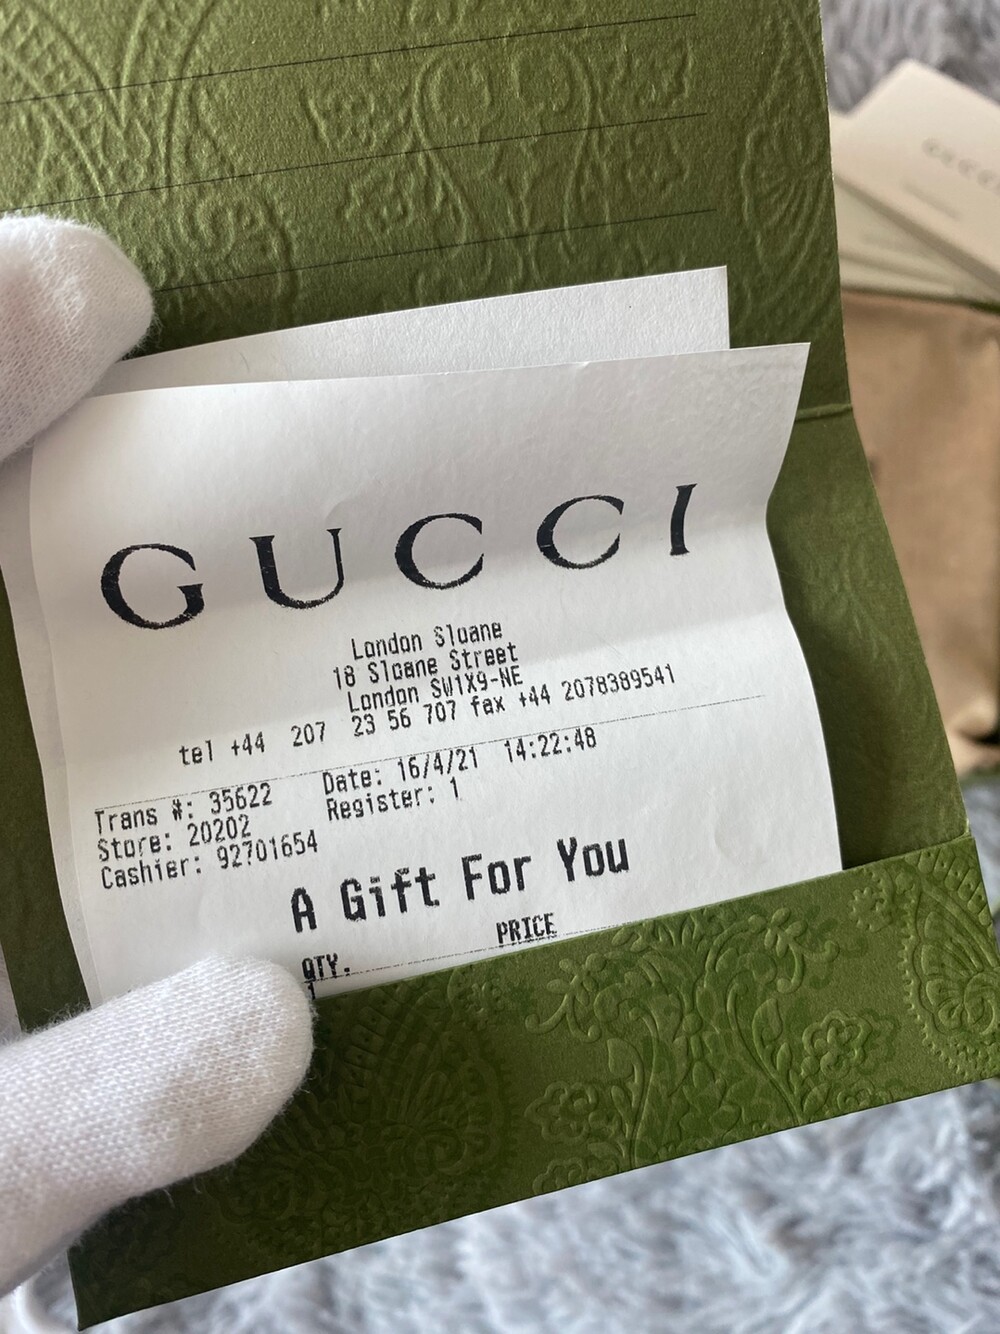 GUCCI
GUCCI
London Sloane
18 Sloane Street
London SW1X9-NE
tel +44 207 23 56 707 fax +44 2078389541
Trans #: 35622 Date: 16/4/21 14:22:48
Store: 20202 Register: 1
Cashier: 92701654
A Gift For You
QTY. PRICE
1